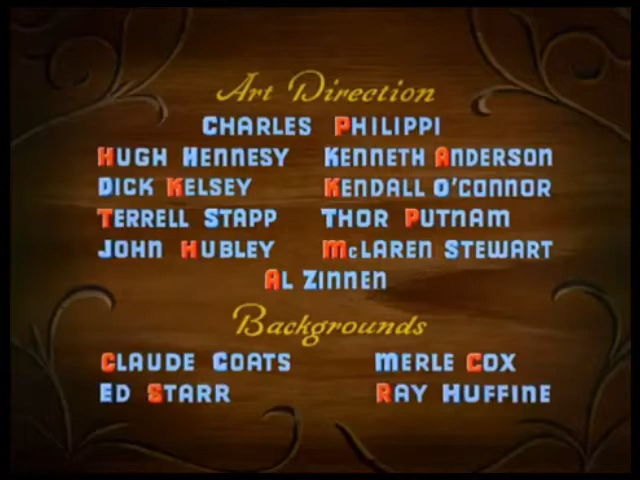 Art Direction
CHARLES PHILIPPI
HUGH HENNESY KENNETH ANDERSON
DICK KELSEY KENDALL O'CONNOR
TERRELL STAPP THOR PUTNAM
JOHN HUBLEY McLAREN STEWART
AL ZINNEN
Backgrounds
CLAUDE COATS MERLE COX
ED STARR RAY HUFFINE